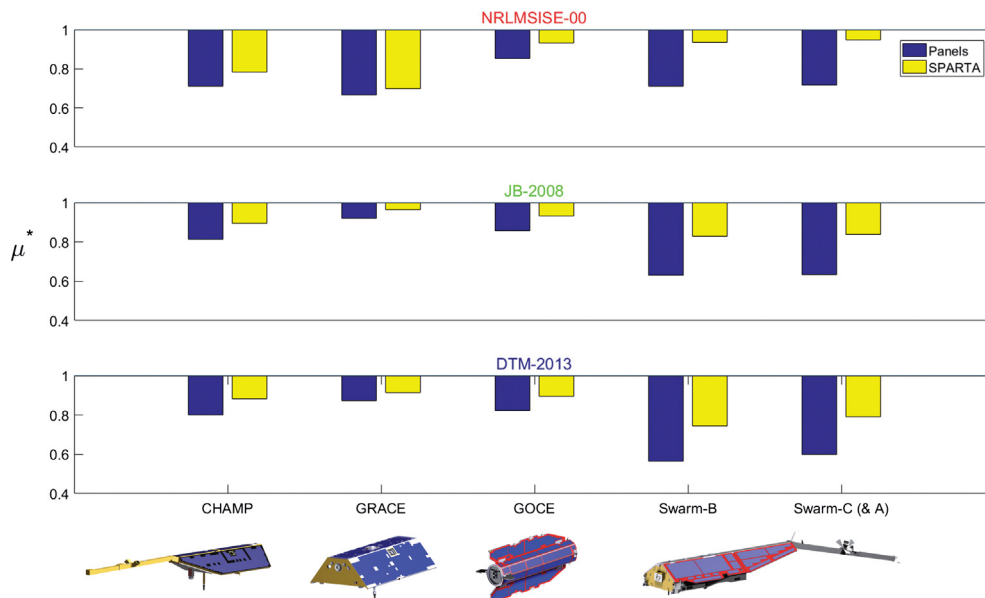 NRLMSISE-00
1
0.8
0.6
0.4
Panels
SPARTA
JB-2008
1
0.8
0.6
0.4
μ*
DTM-2013
1
0.8
0.6
0.4
CHAMP GRACE GOCE Swarm-B Swarm-C (& A)